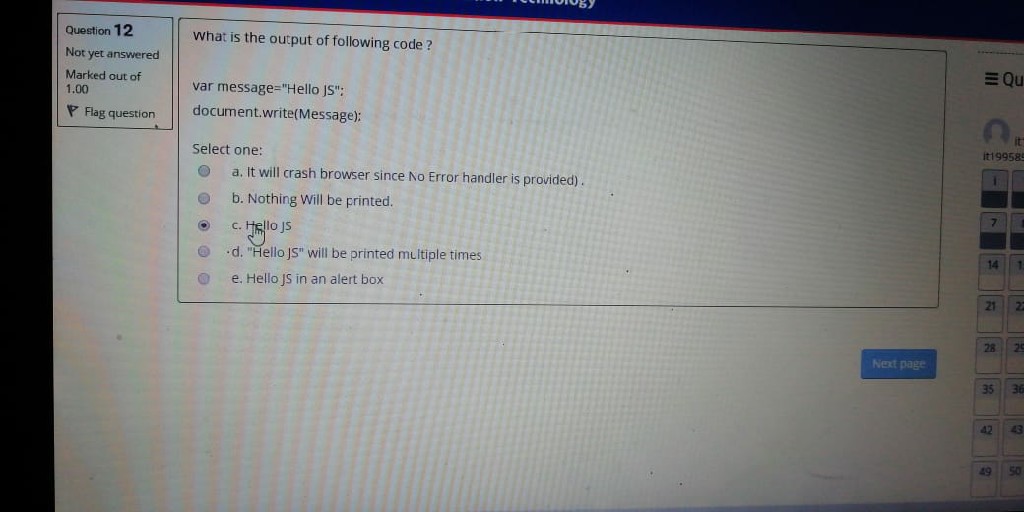 Question 12
Not yet answered
Marked out of
1.00
Flag question
What is the output of following code ?
var message="Hello JS";
document.write(Message);
Select one:
a. It will crash browser since No Error handler is provided) .
b. Nothing Will be printed.
c. Hello JS
d. "Hello JS" will be printed multiple times
e. Hello JS in an alert box
Next page
Qu
it
it199589
1
7
14 1
21 22
28 29
35 36
42 43
49 50